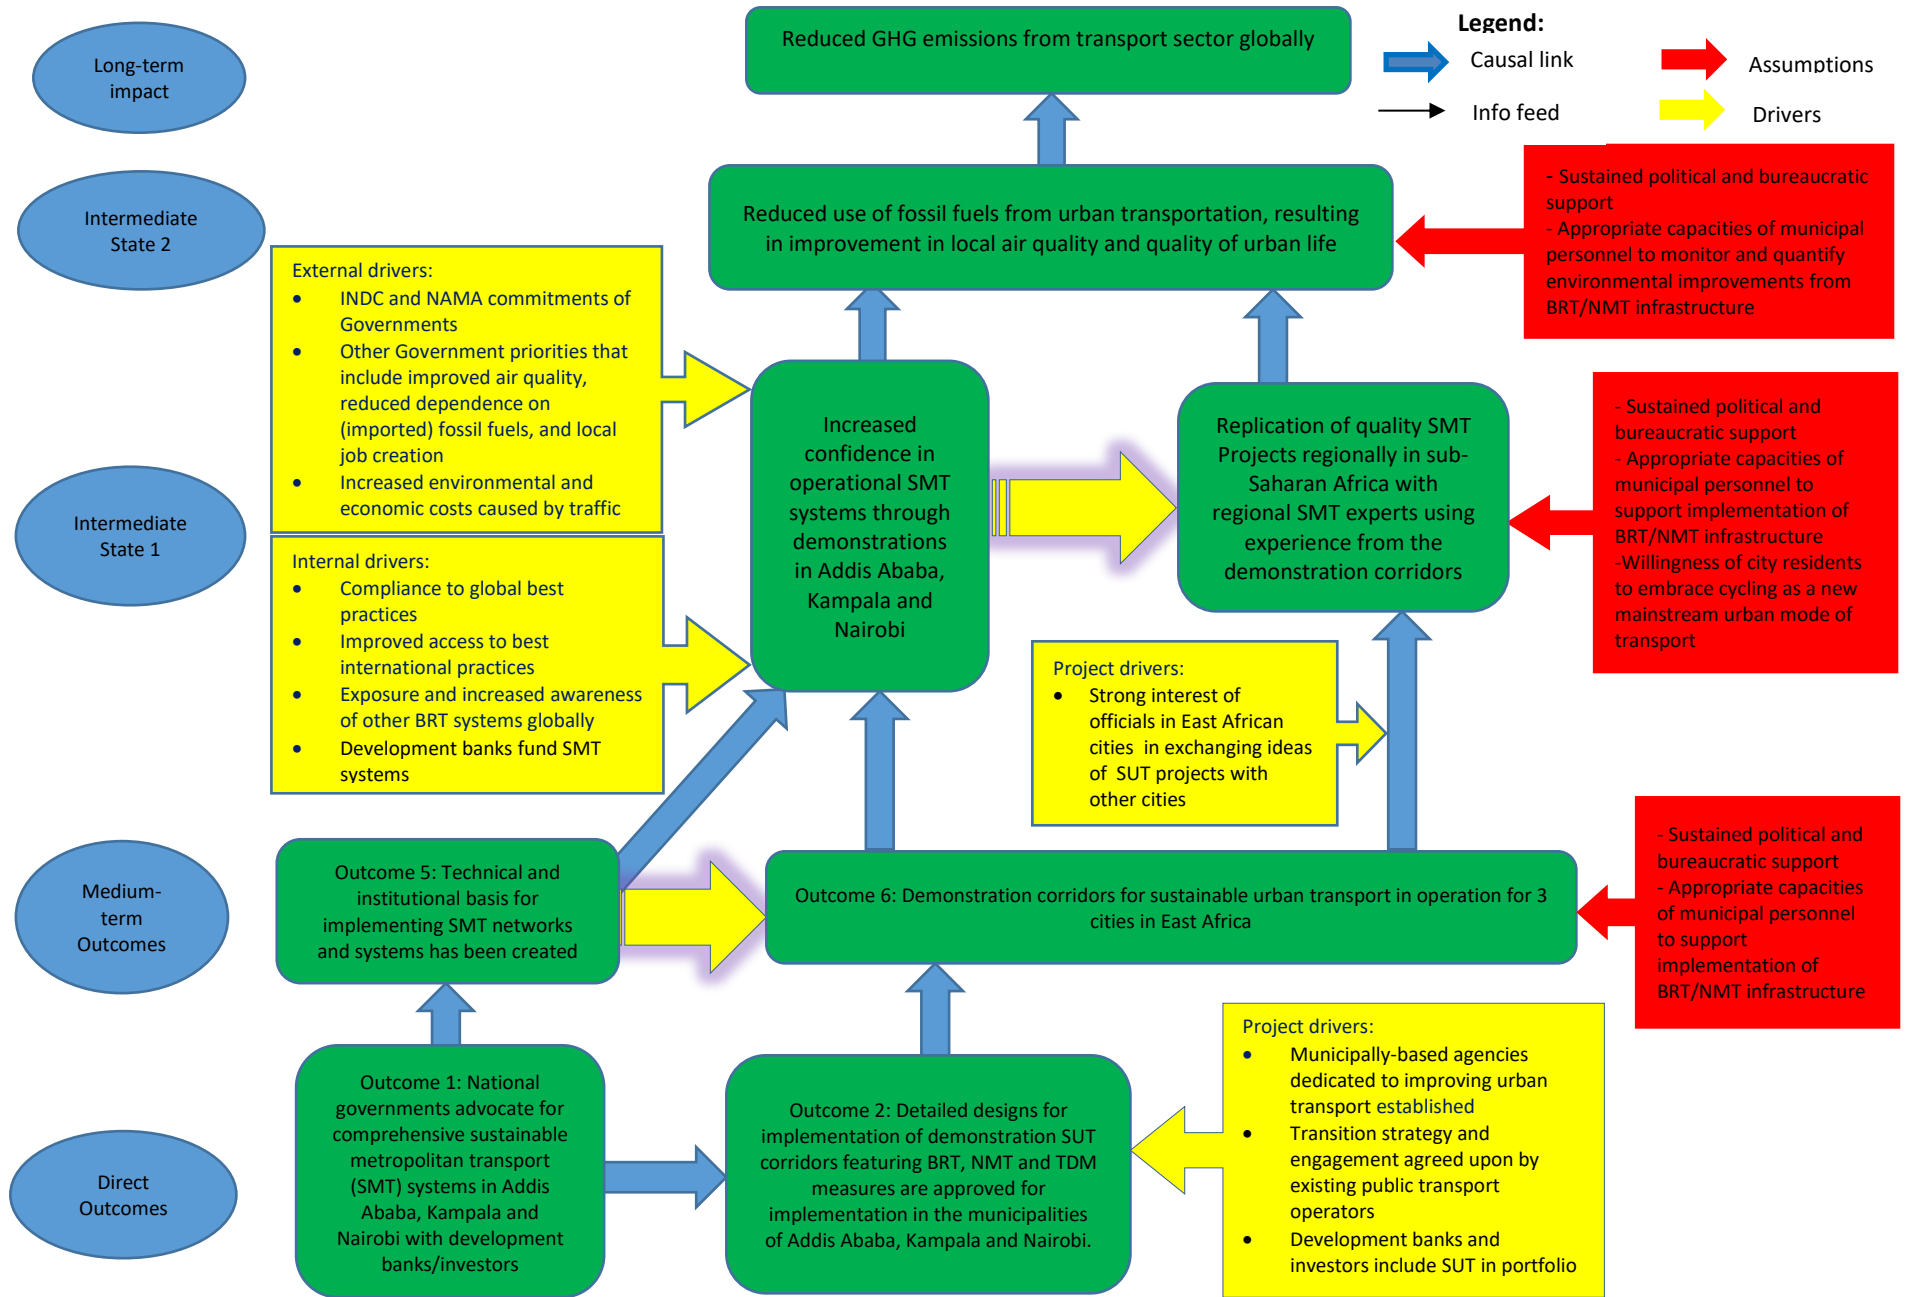 Reduced GHG emissions from transport sector globally
Legend:
Causal link
Assumptions
Info feed
Drivers
Long-term
impact
Intermediate
State 2
Reduced use of fossil fuels from urban transportation, resulting
in improvement in local air quality and quality of urban life
- Sustained political and bureaucratic
support
- Appropriate capacities of municipal
personnel to monitor and quantify
environmental improvements from
BRT/NMT infrastructure
External drivers:
• INDC and NAMA commitments of
Governments
• Other Government priorities that
include improved air quality,
reduced dependence on
(imported) fossil fuels, and local
job creation
• Increased environmental and
economic costs caused by traffic
Intermediate
State 1
Internal drivers:
• Compliance to global best
practices
• Improved access to best
international practices
• Exposure and increased awareness
of other BRT systems globally
• Development banks fund SMT
systems
Increased
confidence in
operational SMT
systems through
demonstrations
in Addis Ababa,
Kampala and
Nairobi
Replication of quality SMT
Projects regionally in sub-
Saharan Africa with
regional SMT experts using
experience from the
demonstration corridors
- Sustained political and
bureaucratic support
- Appropriate capacities of
municipal personnel to
support implementation of
BRT/NMT infrastructure
-Willingness of city residents
to embrace cycling as a new
mainstream urban mode of
transport
Project drivers:
• Strong interest of
officials in East African
cities in exchanging ideas
of SUT projects with
other cities
Medium-
term
Outcomes
Outcome 5: Technical and
institutional basis for
implementing SMT networks
and systems has been created
Outcome 6: Demonstration corridors for sustainable urban transport in operation for 3
cities in East Africa
- Sustained political and
bureaucratic support
- Appropriate capacities
of municipal personnel
to support
implementation of
BRT/NMT infrastructure
Direct
Outcomes
Outcome 1: National
governments advocate for
comprehensive sustainable
metropolitan transport
(SMT) systems in Addis
Ababa, Kampala and
Nairobi with development
banks/investors
Outcome 2: Detailed designs for
implementation of demonstration SUT
corridors featuring BRT, NMT and TDM
measures are approved for
implementation in the municipalities
of Addis Ababa, Kampala and Nairobi.
Project drivers:
• Municipally-based agencies
dedicated to improving urban
transport established
• Transition strategy and
engagement agreed upon by
existing public transport
operators
• Development banks and
investors include SUT in portfolio